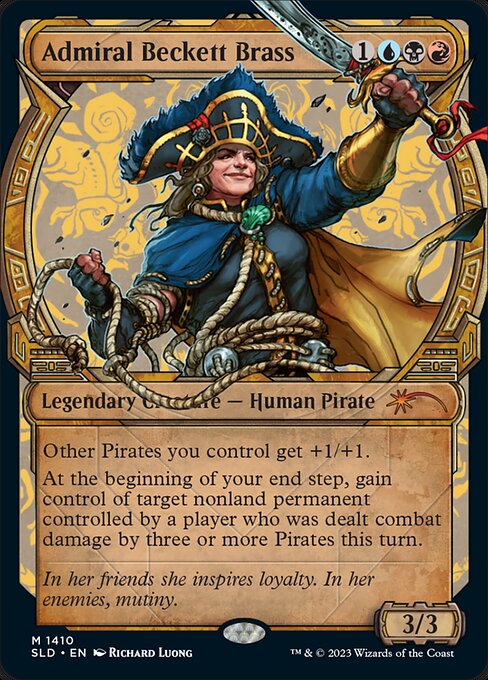 Admiral Beckett Brass 1
Legendary Creature — Human Pirate
Other Pirates you control get +1/+1.
At the beginning of your end step, gain
control of target nonland permanent
controlled by a player who was dealt combat
damage by three or more Pirates this turn.
In her friends she inspires loyalty. In her
enemies, mutiny.
3/3
M 1410
SLD • EN Richard Luong
™ & © 2023 Wizards of the Coast